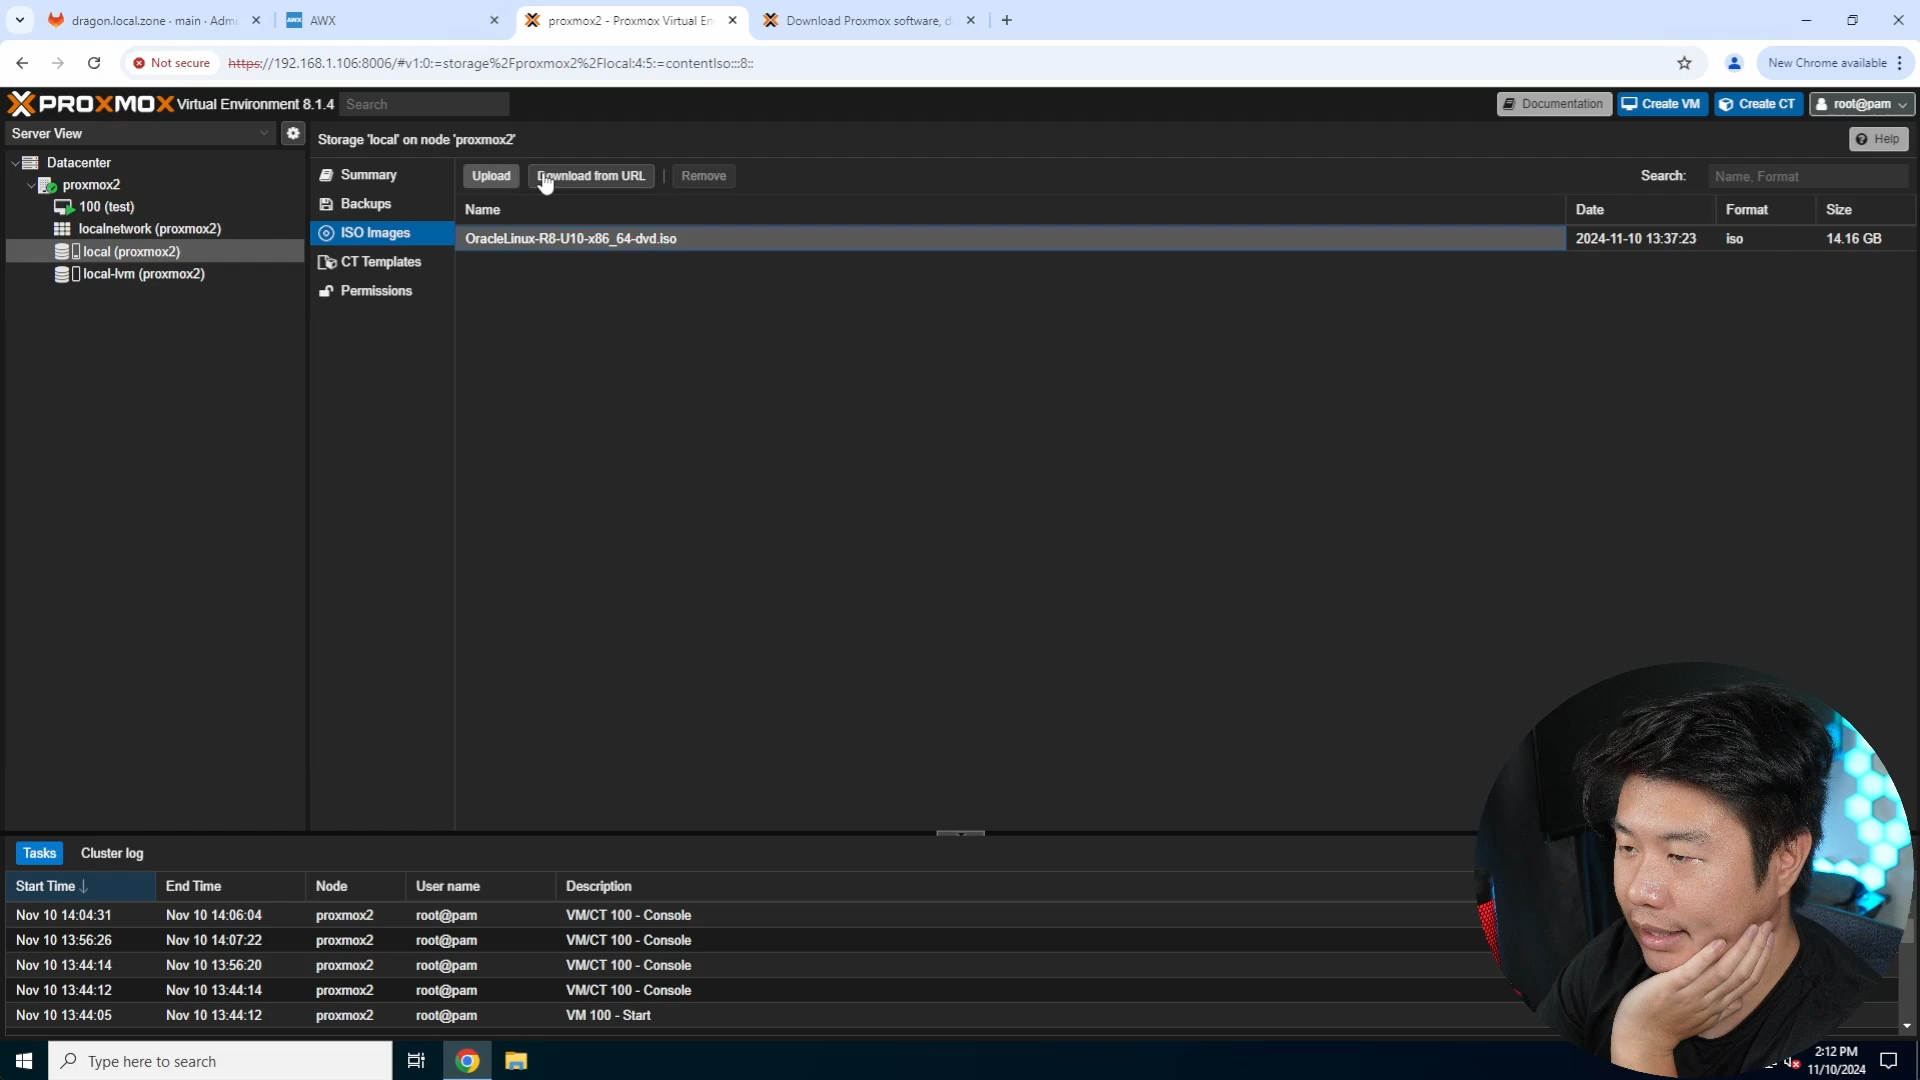 dragon.local.zone · main · Adm
AWX
AWX
proxmox2 - Proxmox Virtual En
Download Proxmox software, d
Not secure
https://192.168.1.106:8006/#v1:0:=storage%2Fproxmox2%2Flocal:4:5:=contentIso:::8::
New Chrome available
PROXMOX Virtual Environment 8.1.4
Search
Documentation
Create VM
Create CT
root@pam
Server View
Storage 'local' on node 'proxmox2'
Help
Datacenter
proxmox2
100 (test)
localnetwork (proxmox2)
local (proxmox2)
local-lvm (proxmox2)
Summary
Backups
ISO Images
CT Templates
Permissions
Upload
Download from URL
Remove
Search:
Name, Format
Name
Date
Format
Size
OracleLinux-R8-U10-x86_64-dvd.iso
2024-11-10 13:37:23
iso
14.16 GB
Tasks
Cluster log
Start Time
End Time
Node
User name
Description
Nov 10 14:04:31
Nov 10 14:06:04
proxmox2
root@pam
VM/CT 100 - Console
Nov 10 13:56:26
Nov 10 14:07:22
proxmox2
root@pam
VM/CT 100 - Console
Nov 10 13:44:14
Nov 10 13:56:20
proxmox2
root@pam
VM/CT 100 - Console
Nov 10 13:44:12
Nov 10 13:44:14
proxmox2
root@pam
VM/CT 100 - Console
Nov 10 13:44:05
Nov 10 13:44:12
proxmox2
root@pam
VM 100 - Start
Type here to search
2:12 PM
11/10/2024